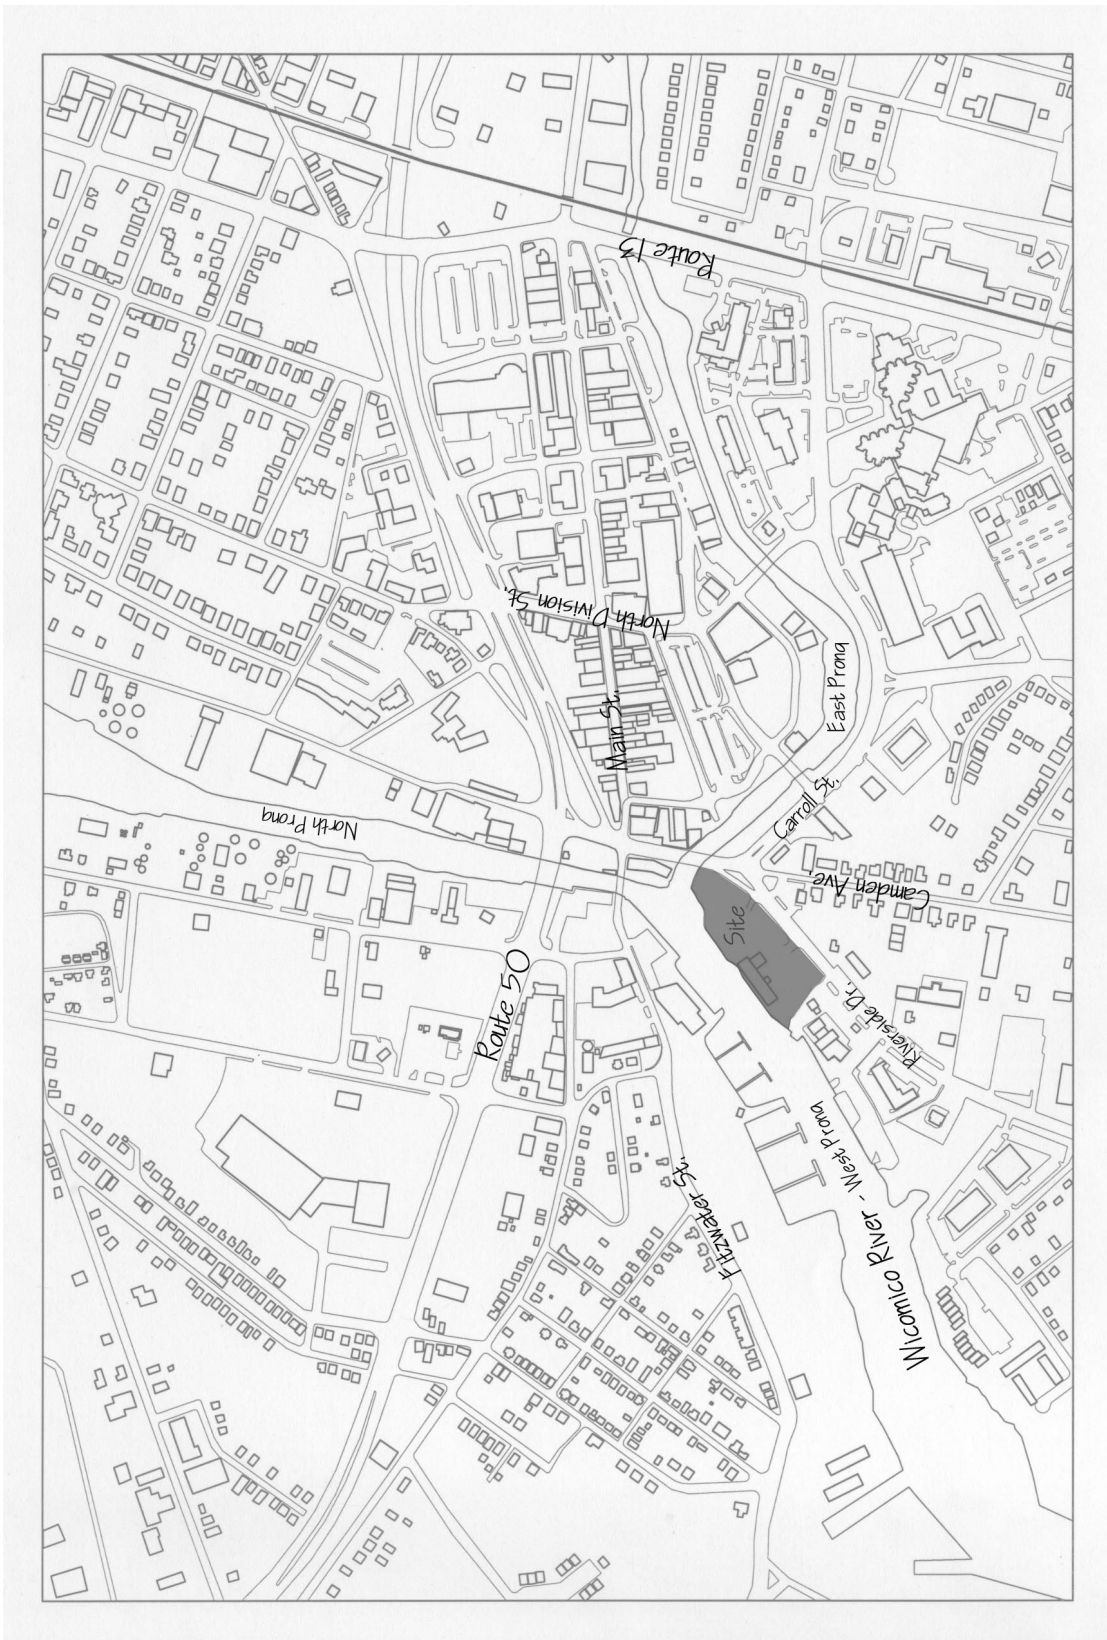 Route 13
North Division St.
Main St.
East Prong
Carroll St.
North Prong
Camden Ave.
Site
Route 50
Riverside Dr.
Wicomico River - West Prong
Fitzwater St.